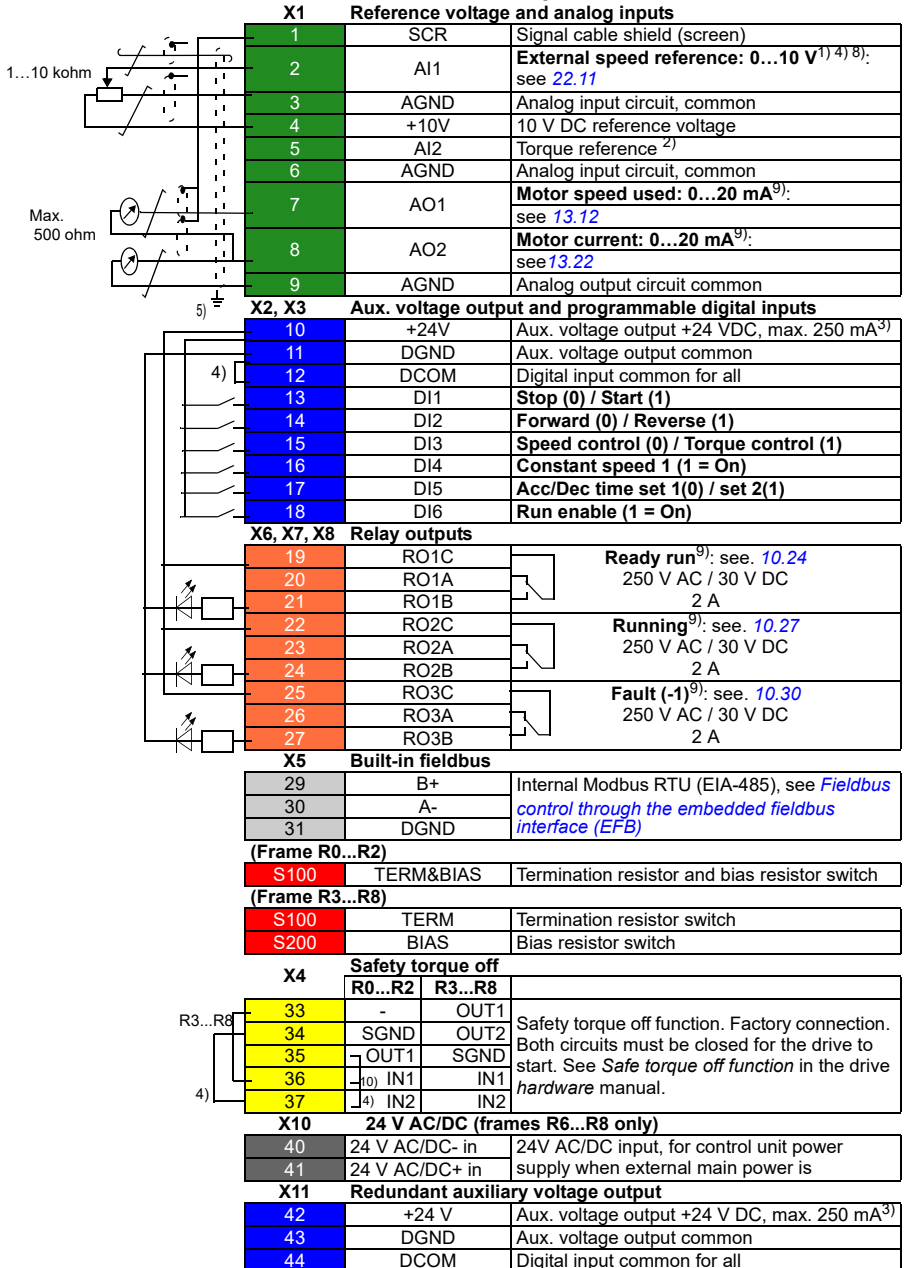 X1 Reference voltage and analog inputs
1 SCR Signal cable shield (screen)
1…10 kohm
2 AI1 External speed reference: 0…10 V1) 4) 8):
see 22.11
3 AGND Analog input circuit, common
4 +10V 10 V DC reference voltage
5 AI2 Torque reference 2)
6 AGND Analog input circuit, common
Max.
500 ohm
7 AO1 Motor speed used: 0…20 mA9):
see 13.12
8 AO2 Motor current: 0…20 mA9):
see13.22
9 AGND Analog output circuit common
5)
X2, X3 Aux. voltage output and programmable digital inputs
10 +24V Aux. voltage output +24 VDC, max. 250 mA3)
11 DGND Aux. voltage output common
4)
12 DCOM Digital input common for all
13 DI1 Stop (0) / Start (1)
14 DI2 Forward (0) / Reverse (1)
15 DI3 Speed control (0) / Torque control (1)
16 DI4 Constant speed 1 (1 = On)
17 DI5 Acc/Dec time set 1(0) / set 2(1)
18 DI6 Run enable (1 = On)
X6, X7, X8 Relay outputs
19 RO1C Ready run9): see. 10.24
20 RO1A 250 V AC / 30 V DC
21 RO1B 2 A
22 RO2C Running9): see. 10.27
23 RO2A 250 V AC / 30 V DC
24 RO2B 2 A
25 RO3C Fault (-1)9): see. 10.30
26 RO3A 250 V AC / 30 V DC
27 RO3B 2 A
X5 Built-in fieldbus
29 B+ Internal Modbus RTU (EIA-485), see Fieldbus
30 A- control through the embedded fieldbus
31 DGND interface (EFB)
(Frame R0...R2)
S100 TERM&BIAS Termination resistor and bias resistor switch
(Frame R3...R8)
S100 TERM Termination resistor switch
S200 BIAS Bias resistor switch
X4 Safety torque off
R0...R2 R3...R8
R3...R8
4)
33 - OUT1
34 SGND OUT2
35 OUT1 SGND
36 10) IN1 IN1
37 4) IN2 IN2
Safety torque off function. Factory connection.
Both circuits must be closed for the drive to
start. See Safe torque off function in the drive
hardware manual.
X10 24 V AC/DC (frames R6...R8 only)
40 24 V AC/DC- in 24V AC/DC input, for control unit power
41 24 V AC/DC+ in supply when external main power is
X11 Redundant auxiliary voltage output
42 +24 V Aux. voltage output +24 V DC, max. 250 mA3)
43 DGND Aux. voltage output common
44 DCOM Digital input common for all